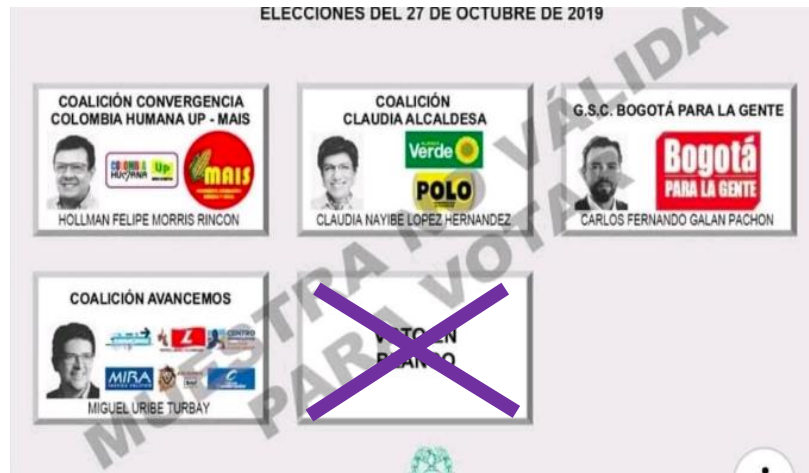 ELECCIONES DEL 27 DE OCTUBRE DE 2019
COALICIÓN CONVERGENCIA
COLOMBIA HUMANA UP - MAIS
COLOMBIA
HUMANA
Up
MAIS
HOLLMAN FELIPE MORRIS RINCON
COALICIÓN
CLAUDIA ALCALDESA
Verde
POLO
CLAUDIA NAYIBE LOPEZ HERNANDEZ
G.S.C. BOGOTÁ PARA LA GENTE
Bogotá
PARA LA GENTE
CARLOS FERNANDO GALAN PACHON
COALICIÓN AVANCEMOS
L
CENTRO
MIRA
MIGUEL URIBE TURBAY
VOTO EN
BLANCO
MUESTRA NO VÁLIDA
PARA VOTAR